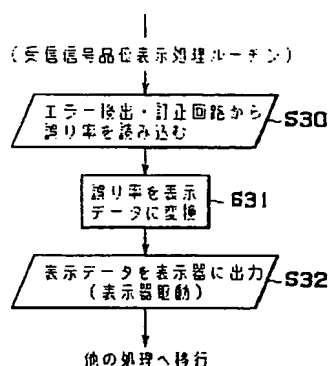 (受信信号品位表示処理ルーチン)
エラー検出・訂正回路から
誤り率を読み込む
S30
誤り率を表示
データに変換
S31
表示データを表示器に出力
(表示器駆動)
S32
他の処理へ移行